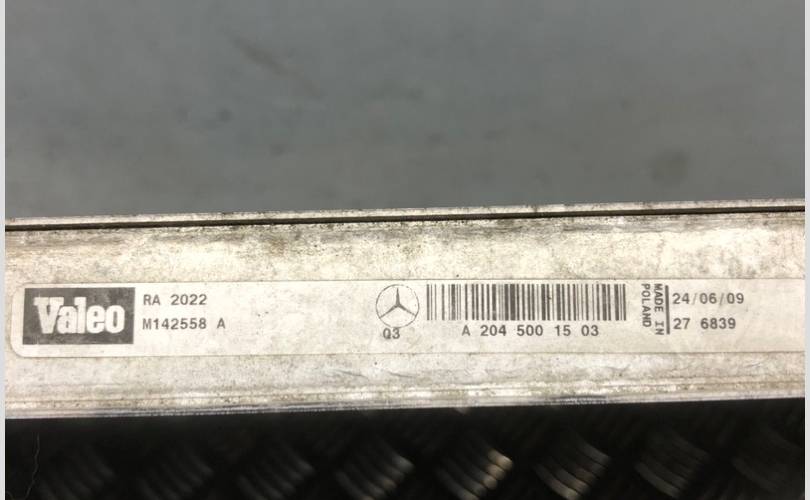 Valeo
RA 2022
M142558 A
Q3
A 204 500 15 03
MADE IN
POLAND
24/06/09
27 6839